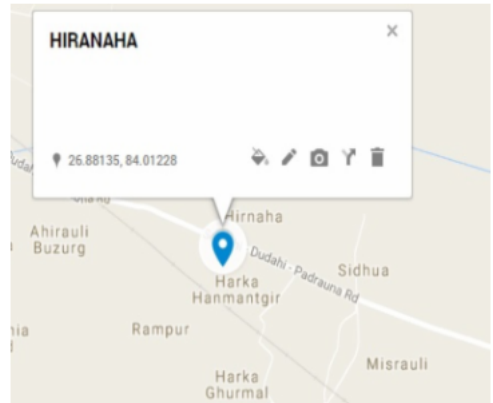 HIRANAHA
×
26.88135, 84.01228
Hirnaha
Ahirauli
Buzurg
Dudahi - Padrauna Rd
Sidhua
Harka
Hanmantgir
Rampur
Misrauli
Harka
Ghurmal